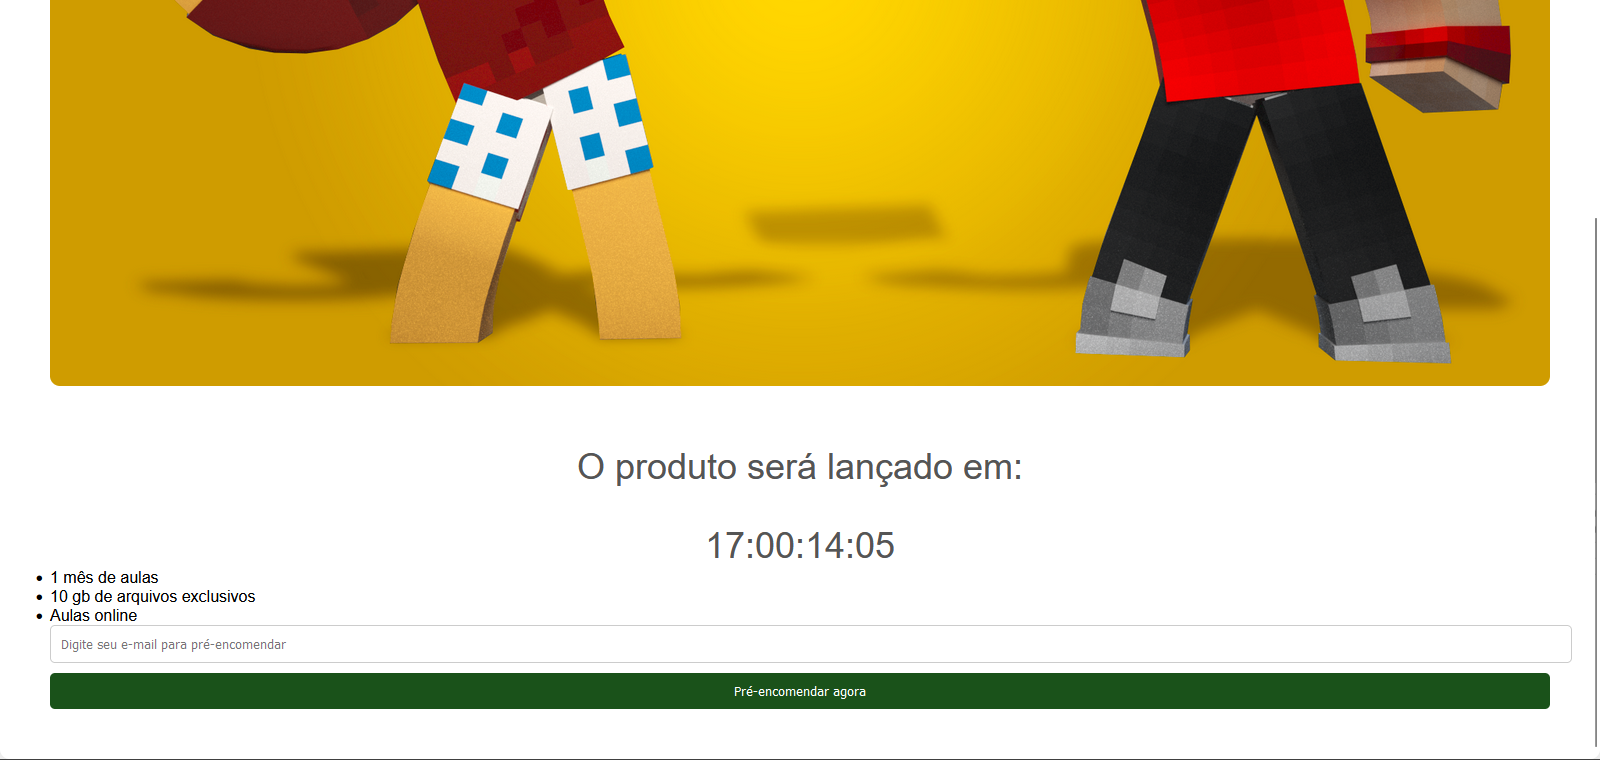 O produto será lançado em:
17:00:14:05
1 mês de aulas
10 gb de arquivos exclusivos
Aulas online
Digite seu e-mail para pré-encomendar
Pré-encomendar agora